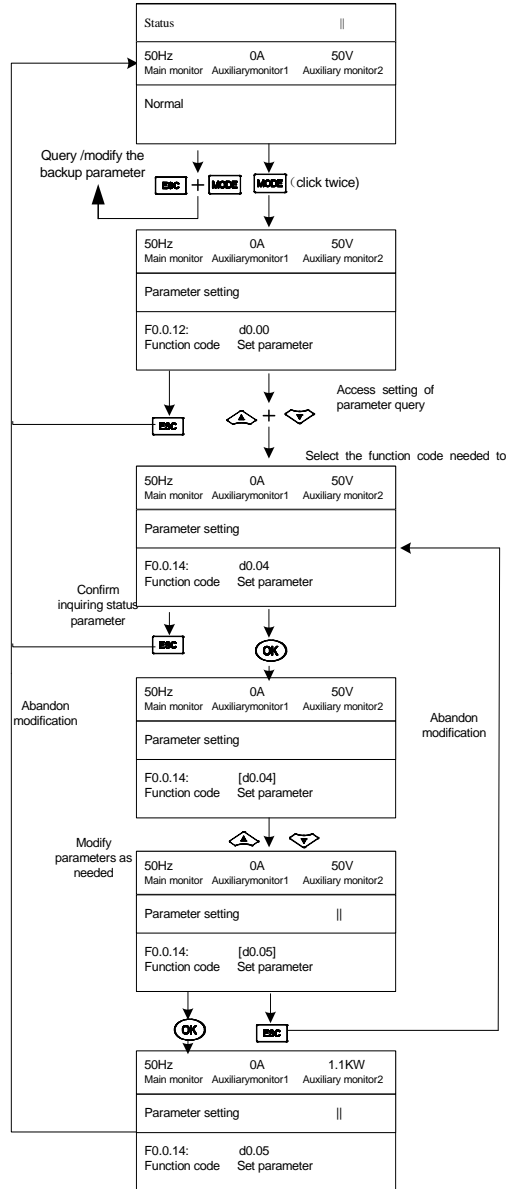 Status ||
50Hz 0A 50V
Main monitor Auxiliarymonitor1 Auxiliary monitor2
Normal
Query /modify the
backup parameter
ESC + MODE MODE (click twice)
50Hz 0A 50V
Main monitor Auxiliarymonitor1 Auxiliary monitor2
Parameter setting
F0.0.12: d0.00
Function code Set parameter
Access setting of
parameter query
ESC +
Select the function code needed to
50Hz 0A 50V
Main monitor Auxiliarymonitor1 Auxiliary monitor2
Parameter setting
F0.0.14: d0.04
Function code Set parameter
Confirm
inquiring status
parameter
ESC OK
50Hz 0A 50V
Main monitor Auxiliarymonitor1 Auxiliary monitor2
Abandon
modification
Abandon
modification
Parameter setting
F0.0.14: [d0.04]
Function code Set parameter
Modify
parameters as
needed
50Hz 0A 50V
Main monitor Auxiliarymonitor1 Auxiliary monitor2
Parameter setting ||
F0.0.14: [d0.05]
Function code Set parameter
OK ESC
50Hz 0A 1.1KW
Main monitor Auxiliarymonitor1 Auxiliary monitor2
Parameter setting ||
F0.0.14: d0.05
Function code Set parameter